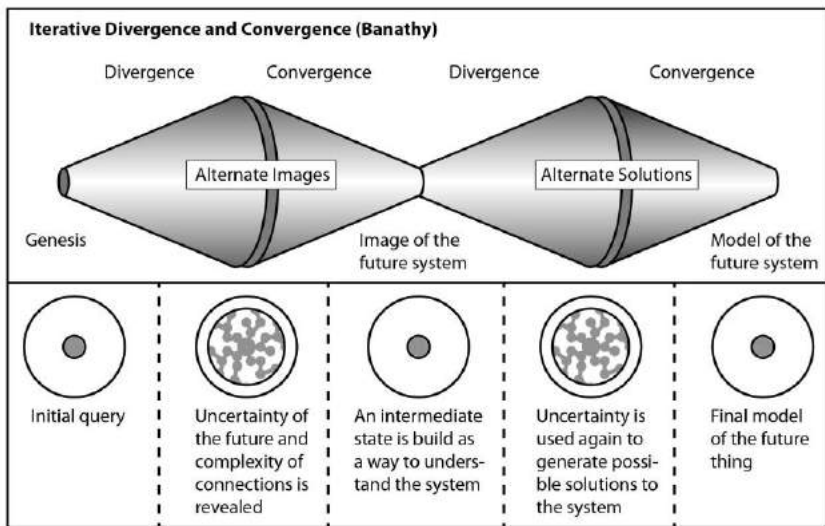 Iterative Divergence and Convergence (Banathy)
Divergence
Convergence
Divergence
Convergence
Alternate Images
Alternate Solutions
Genesis
Image of the
future system
Model of the
future system
Initial query
Uncertainty of
the future and
complexity of
connections is
revealed
An intermediate
state is build as
a way to under-
stand the system
Uncertainty is
used again to
generate possi-
ble solutions to
the system
Final model
of the future
thing